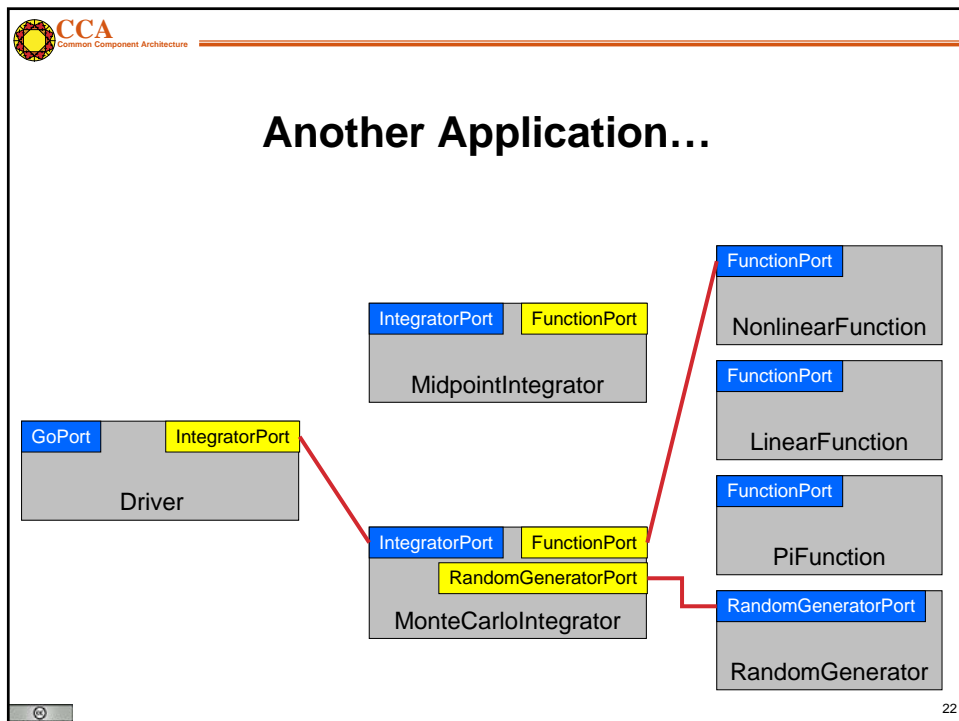 CCA
Common Component Architecture
Another Application…
FunctionPort
NonlinearFunction
IntegratorPort FunctionPort
MidpointIntegrator
FunctionPort
LinearFunction
GoPort IntegratorPort
Driver
FunctionPort
PiFunction
IntegratorPort FunctionPort
RandomGeneratorPort
MonteCarloIntegrator
RandomGeneratorPort
RandomGenerator
cc
22